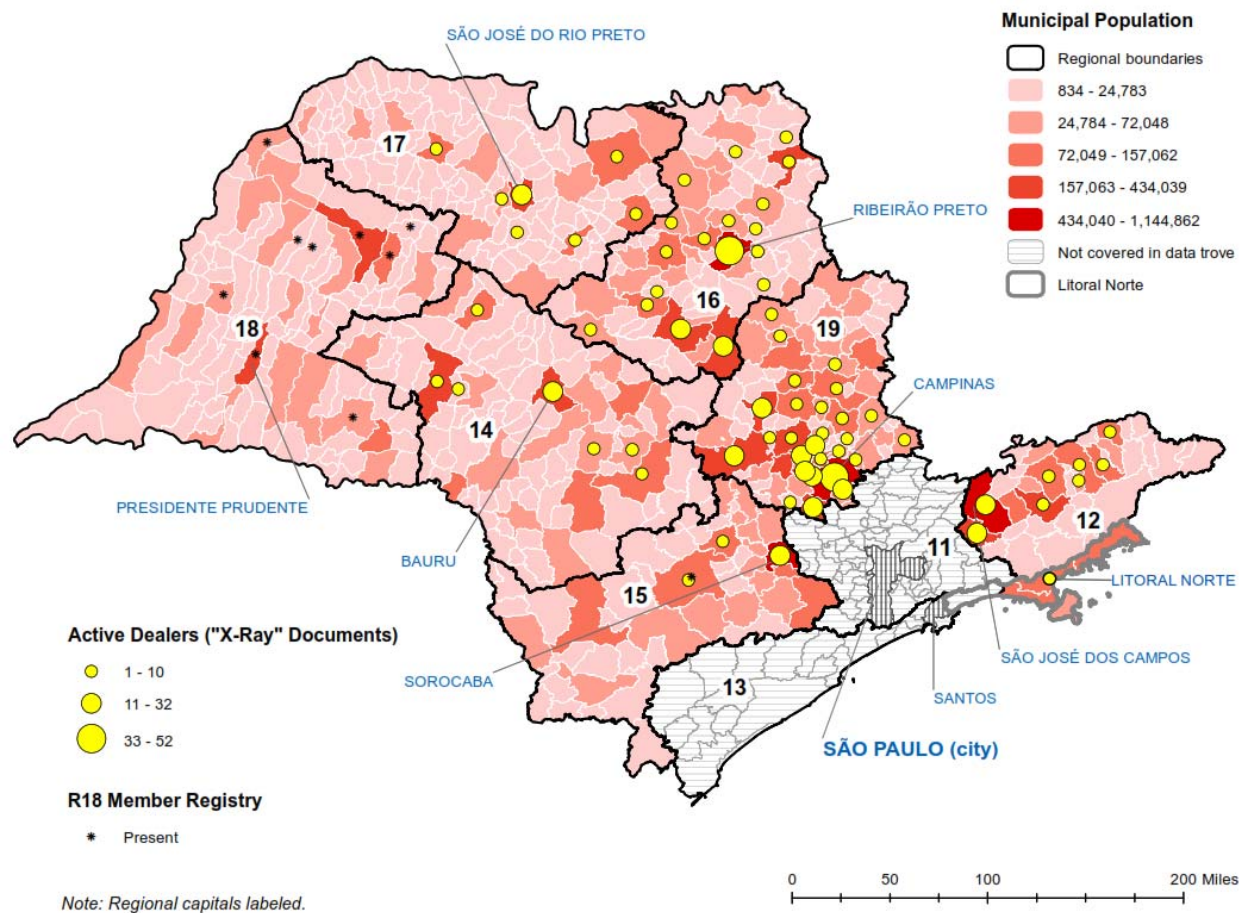 Municipal Population
Regional boundaries
834 - 24,783
24,784 - 72,048
72,049 - 157,062
157,063 - 434,039
434,040 - 1,144,862
Not covered in data trove
Litoral Norte
SÃO JOSÉ DO RIO PRETO
17
RIBEIRÃO PRETO
16
19
18
CAMPINAS
14
PRESIDENTE PRUDENTE
12
11
BAURU
LITORAL NORTE
15
SÃO JOSÉ DOS CAMPOS
SOROCABA
13
SANTOS
SÃO PAULO (city)
Active Dealers ("X-Ray" Documents)
1 - 10
11 - 32
33 - 52
R18 Member Registry
* Present
0 50 100 200 Miles
Note: Regional capitals labeled.